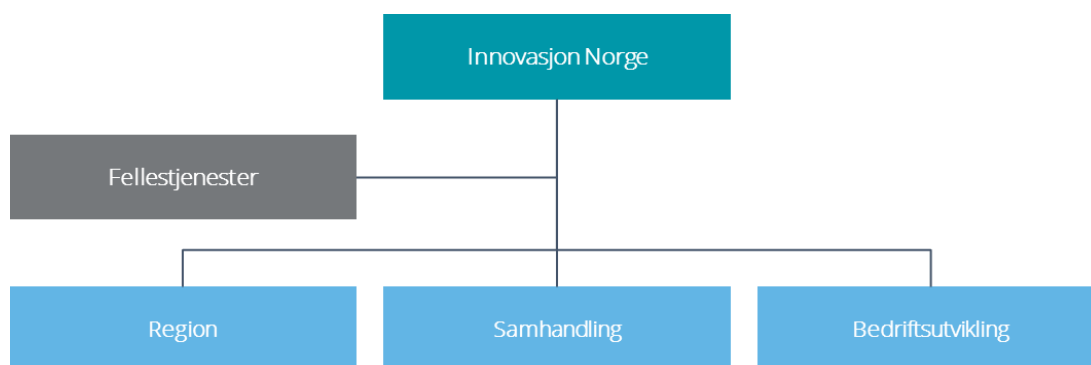 Innovasjon Norge
Fellestjenester
Region
Samhandling
Bedriftsutvikling